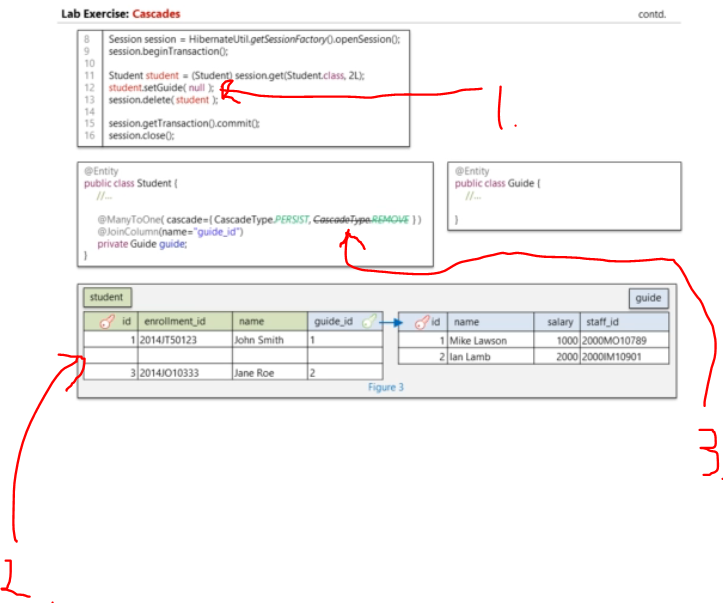 Lab Exercise: Cascades contd.
8 Session session = HibernateUtil.getSessionFactory().openSession();
9 session.beginTransaction();
10
11 Student student = (Student) session.get(Student.class, 2L);
12 student.setGuide( null );
13 session.delete( student );
14
15 session.getTransaction().commit();
16 session.close();
1.
@Entity
public class Student {
//...
@ManyToOne( cascade={ CascadeType.PERSIST, CascadeType.REMOVE } )
@JoinColumn(name="guide_id")
private Guide guide;
}
@Entity
public class Guide {
//...
}
student
id enrollment_id name guide_id
1 2014JT50123 John Smith 1
3 2014JO10333 Jane Roe 2
guide
id name salary staff_id
1 Mike Lawson 1000 2000MO10789
2 Ian Lamb 2000 2000IM10901
Figure 3
3.
2.